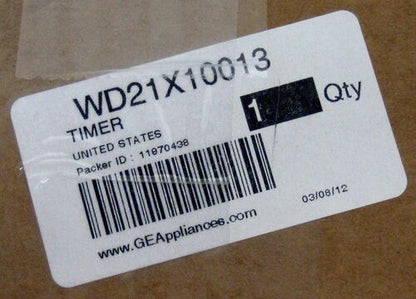 WD21X10013
TIMER
1 Qty
UNITED STATES
Packer ID : 11970438
03/08/12
www.GEAppliances.com